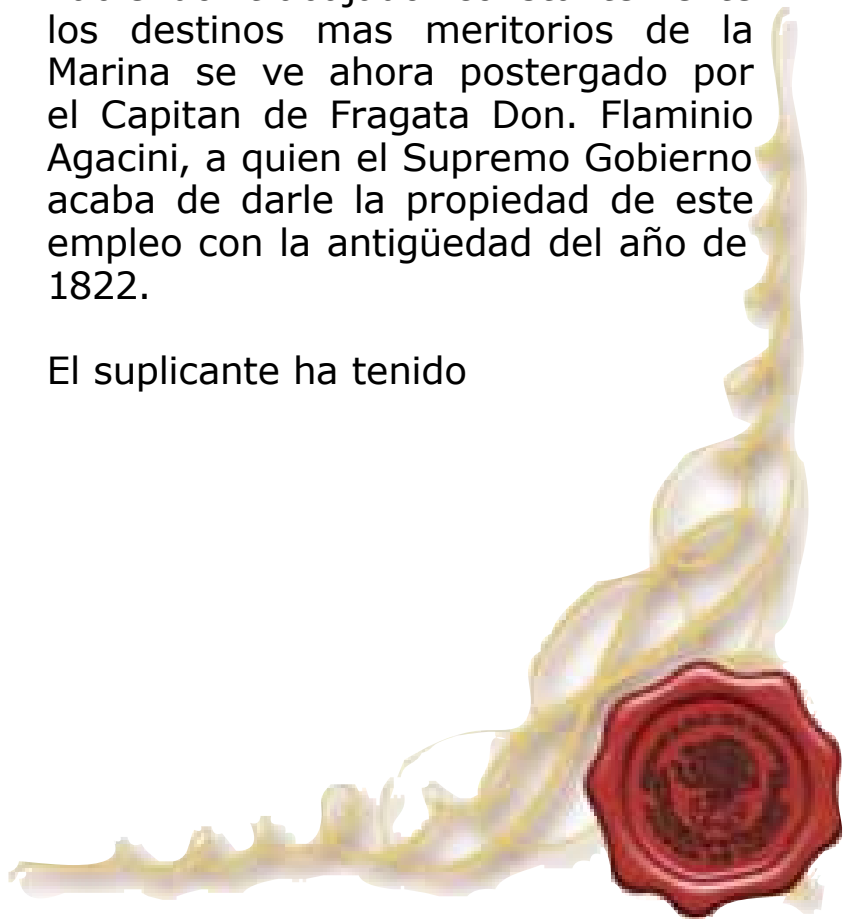 los destinos mas meritorios de la
Marina se ve ahora postergado por
el Capitan de Fragata Don. Flaminio
Agacini, a quien el Supremo Gobierno
acaba de darle la propiedad de este
empleo con la antigüedad del año de
1822.
El suplicante ha tenido